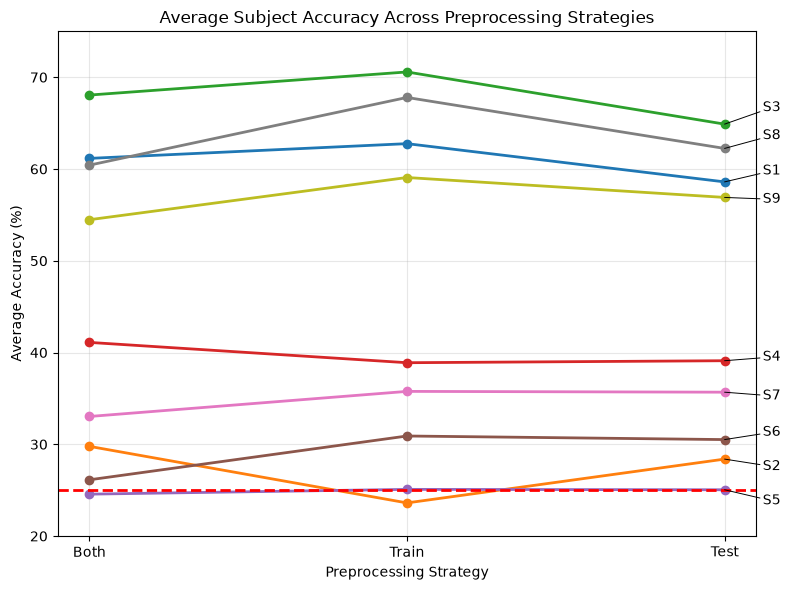 Average Subject Accuracy Across Preprocessing Strategies
Average Accuracy (%)
70
60
50
40
30
20
S3
S8
S1
S9
S4
S7
S6
S2
S5
Both
Train
Test
Preprocessing Strategy